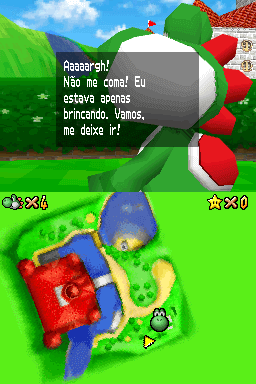 Aaaaargh!
Não me coma! Eu
estava apenas
brincando. Vamos,
me deixe ir!
×4
×0